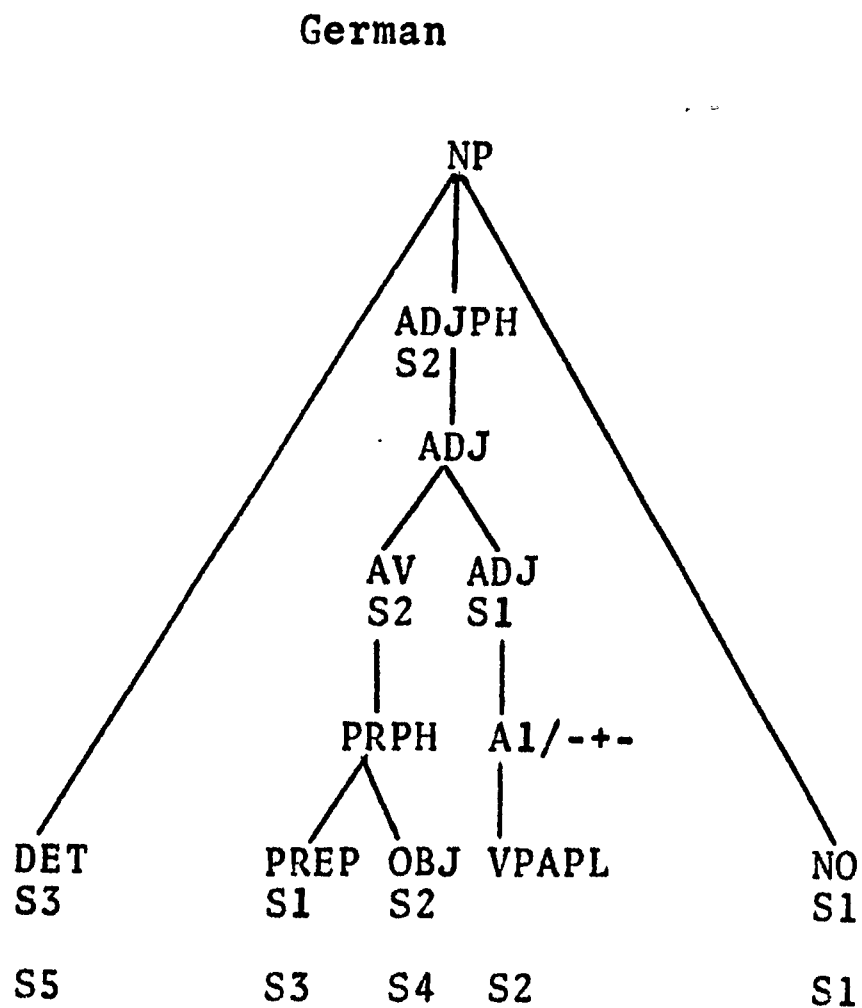 German
NP
ADJPH
S2
ADJ
AV ADJ
S2 S1
PRPH A1/-+-
DET PREP OBJ VPAPL NO
S3 S1 S2 S1
S5 S3 S4 S2 S1